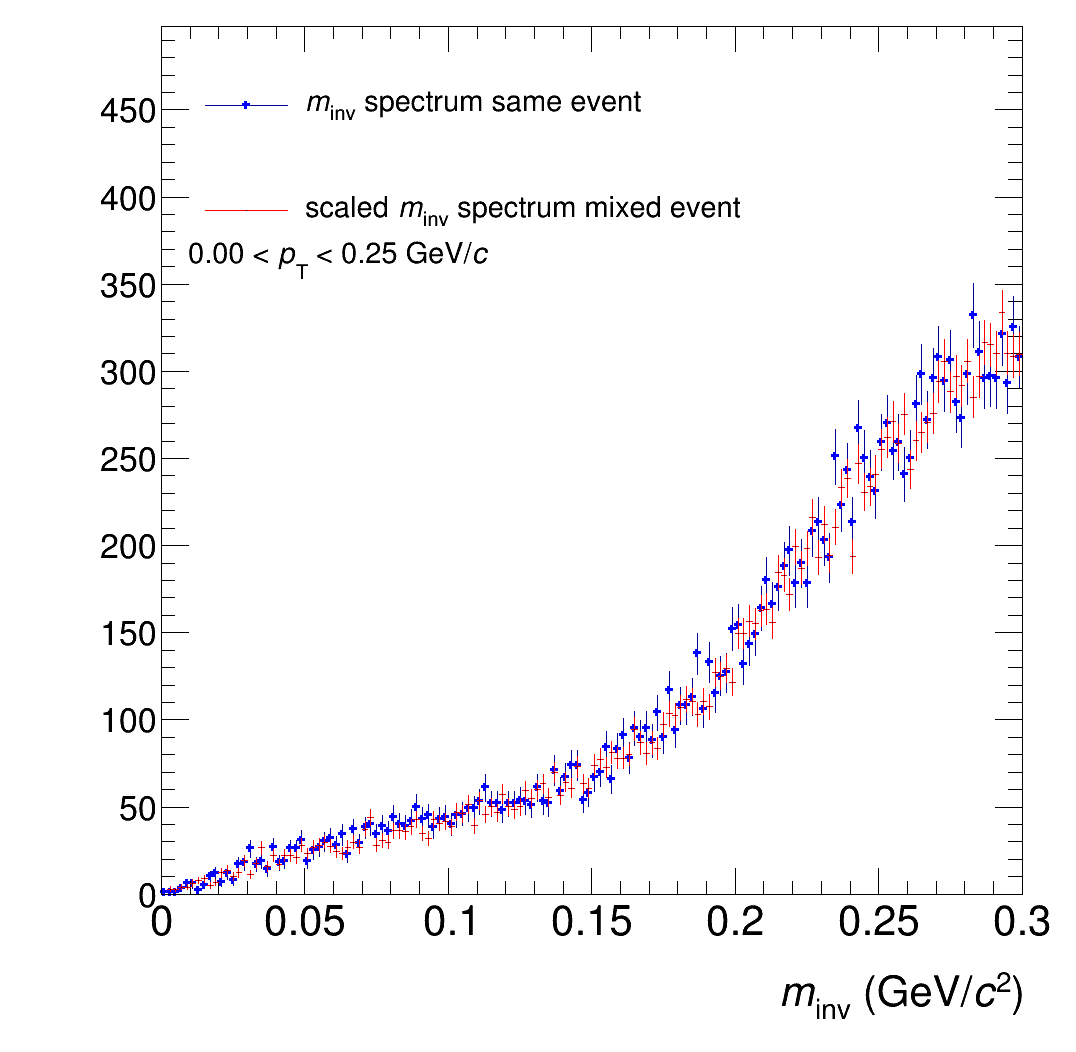 450
m_inv spectrum same event
400
scaled m_inv spectrum mixed event
0.00 < p_T < 0.25 GeV/c
350
300
250
200
150
100
50
0
0 0.05 0.1 0.15 0.2 0.25 0.3
m_inv (GeV/c²)